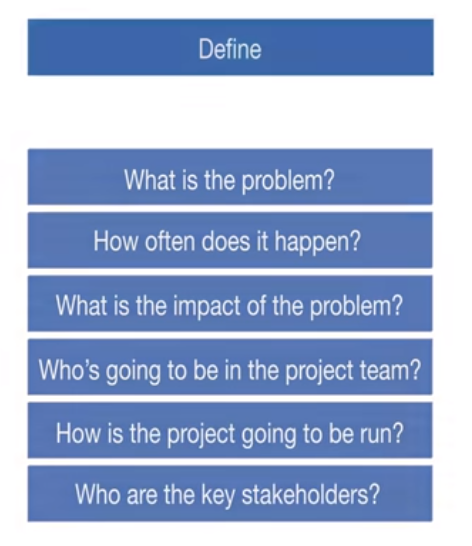 Define
What is the problem?
How often does it happen?
What is the impact of the problem?
Who's going to be in the project team?
How is the project going to be run?
Who are the key stakeholders?